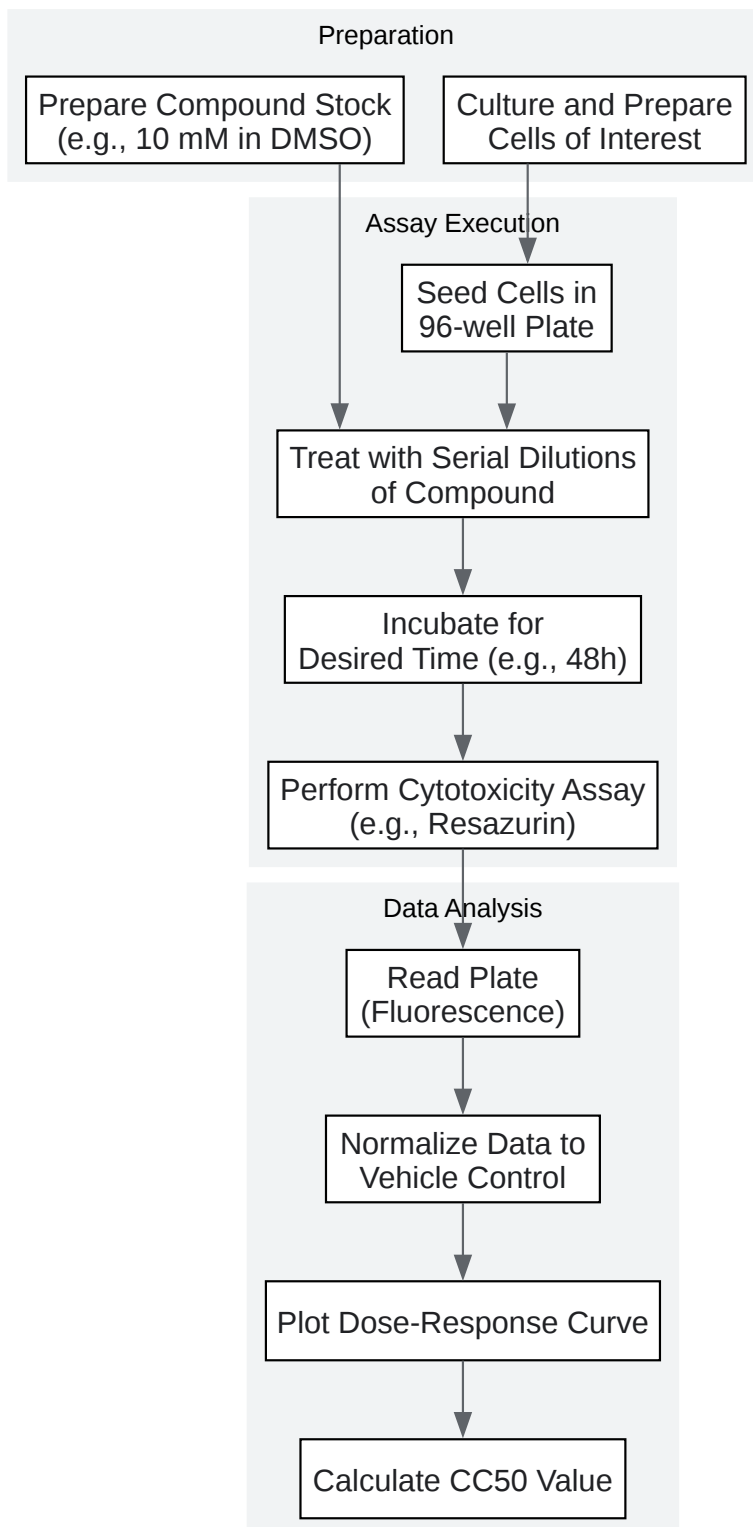 Preparation
Prepare Compound Stock
(e.g., 10 mM in DMSO)
Culture and Prepare
Cells of Interest
Assay Execution
Seed Cells in
96-well Plate
Treat with Serial Dilutions
of Compound
Incubate for
Desired Time (e.g., 48h)
Perform Cytotoxicity Assay
(e.g., Resazurin)
Data Analysis
Read Plate
(Fluorescence)
Normalize Data to
Vehicle Control
Plot Dose-Response Curve
Calculate CC50 Value